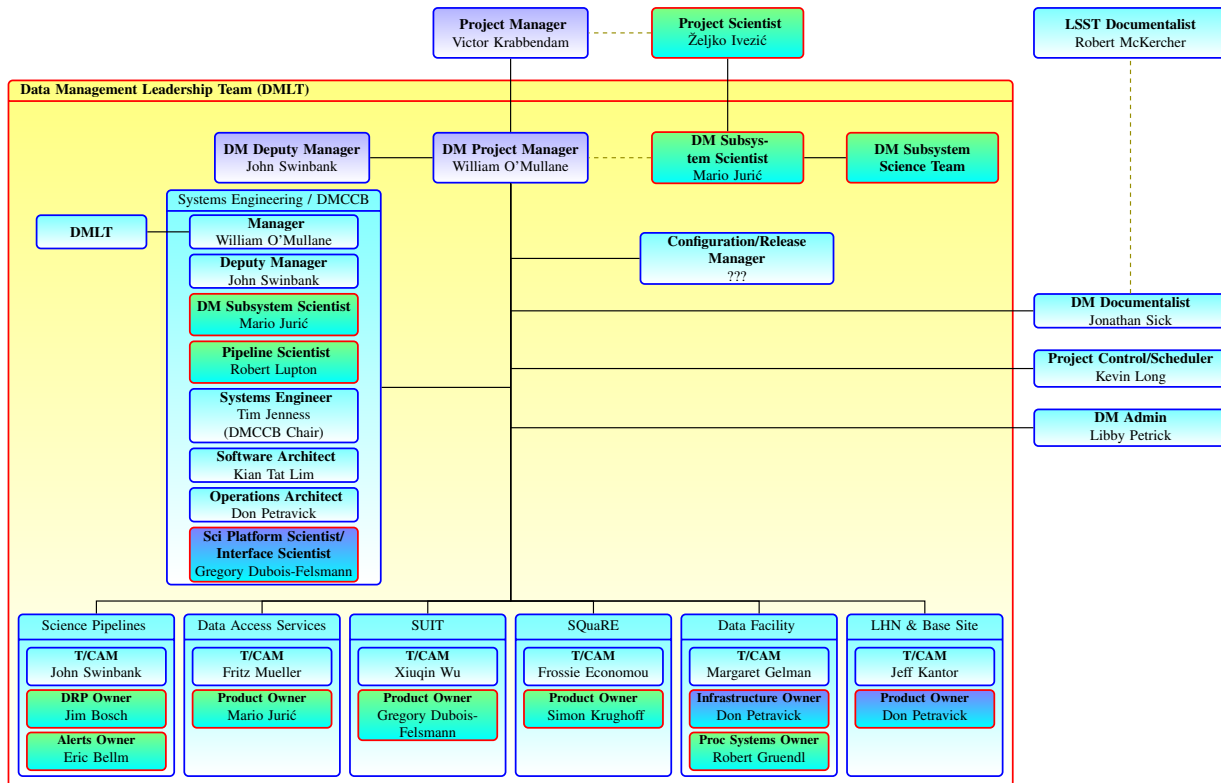 Project Manager
Victor Krabbendam
Project Scientist
Željko Ivezić
LSST Documentalist
Robert McKercher
Data Management Leadership Team (DMLT)
DM Deputy Manager
John Swinbank
DM Project Manager
William O’Mullane
DM Subsys-
tem Scientist
Mario Jurić
DM Subsystem
Science Team
Systems Engineering / DMCCB
DMLT
Manager
William O’Mullane
Deputy Manager
John Swinbank
DM Subsystem Scientist
Mario Jurić
Pipeline Scientist
Robert Lupton
Systems Engineer
Tim Jenness
(DMCCB Chair)
Software Architect
Kian Tat Lim
Operations Architect
Don Petravick
Sci Platform Scientist/
Interface Scientist
Gregory Dubois-Felsmann
Configuration/Release
Manager
???
DM Documentalist
Jonathan Sick
Project Control/Scheduler
Kevin Long
DM Admin
Libby Petrick
Science Pipelines
T/CAM
John Swinbank
DRP Owner
Jim Bosch
Alerts Owner
Eric Bellm
Data Access Services
T/CAM
Fritz Mueller
Product Owner
Mario Jurić
SUIT
T/CAM
Xiuqin Wu
Product Owner
Gregory Dubois-
Felsmann
SQuaRE
T/CAM
Frossie Economou
Product Owner
Simon Krughoff
Data Facility
T/CAM
Margaret Gelman
Infrastructure Owner
Don Petravick
Proc Systems Owner
Robert Gruendl
LHN & Base Site
T/CAM
Jeff Kantor
Product Owner
Don Petravick